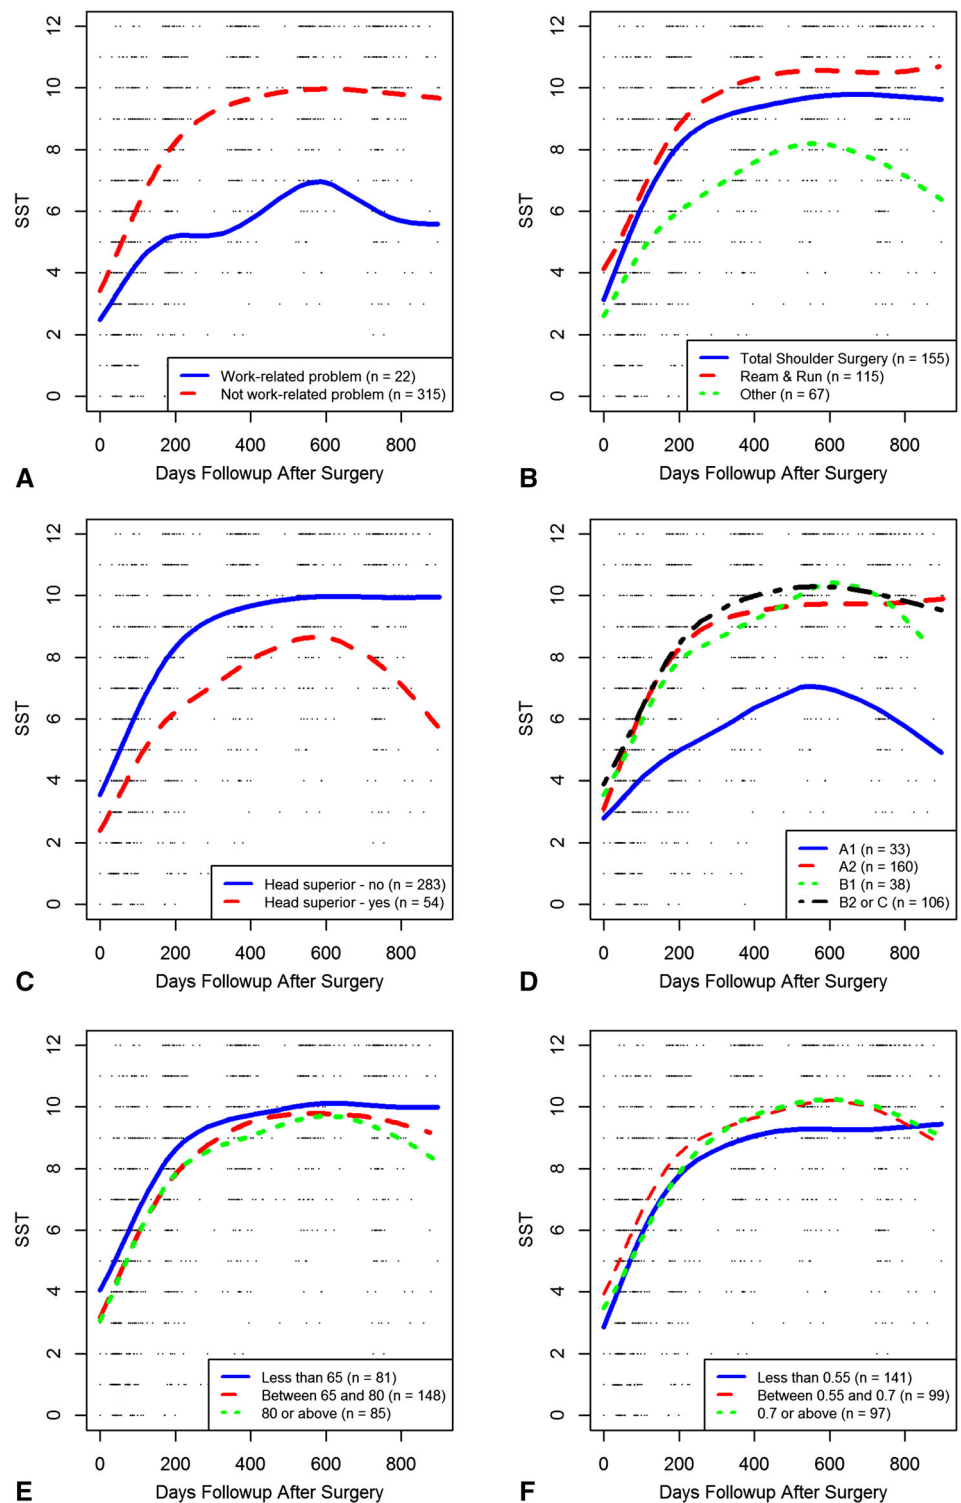 12
10
8
6
4
2
0
SST
Work-related problem (n = 22)
Not work-related problem (n = 315)
0 200 400 600 800
Days Followup After Surgery
A
12
10
8
6
4
2
0
SST
Total Shoulder Surgery (n = 155)
Ream & Run (n = 115)
Other (n = 67)
0 200 400 600 800
Days Followup After Surgery
B
12
10
8
6
4
2
0
SST
Head superior - no (n = 283)
Head superior - yes (n = 54)
0 200 400 600 800
Days Followup After Surgery
C
12
10
8
6
4
2
0
SST
A1 (n = 33)
A2 (n = 160)
B1 (n = 38)
B2 or C (n = 106)
0 200 400 600 800
Days Followup After Surgery
D
12
10
8
6
4
2
0
SST
Less than 65 (n = 81)
Between 65 and 80 (n = 148)
80 or above (n = 85)
0 200 400 600 800
Days Followup After Surgery
E
12
10
8
6
4
2
0
SST
Less than 0.55 (n = 141)
Between 0.55 and 0.7 (n = 99)
0.7 or above (n = 97)
0 200 400 600 800
Days Followup After Surgery
F